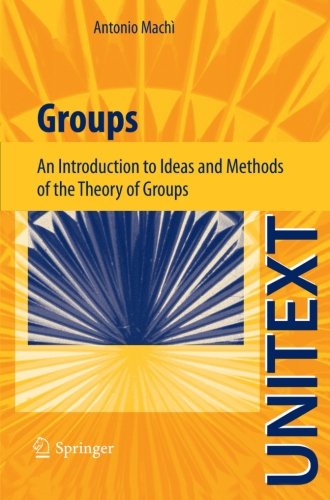 Antonio Machì
Groups
An Introduction to Ideas and Methods
of the Theory of Groups
UNITEXT
Springer